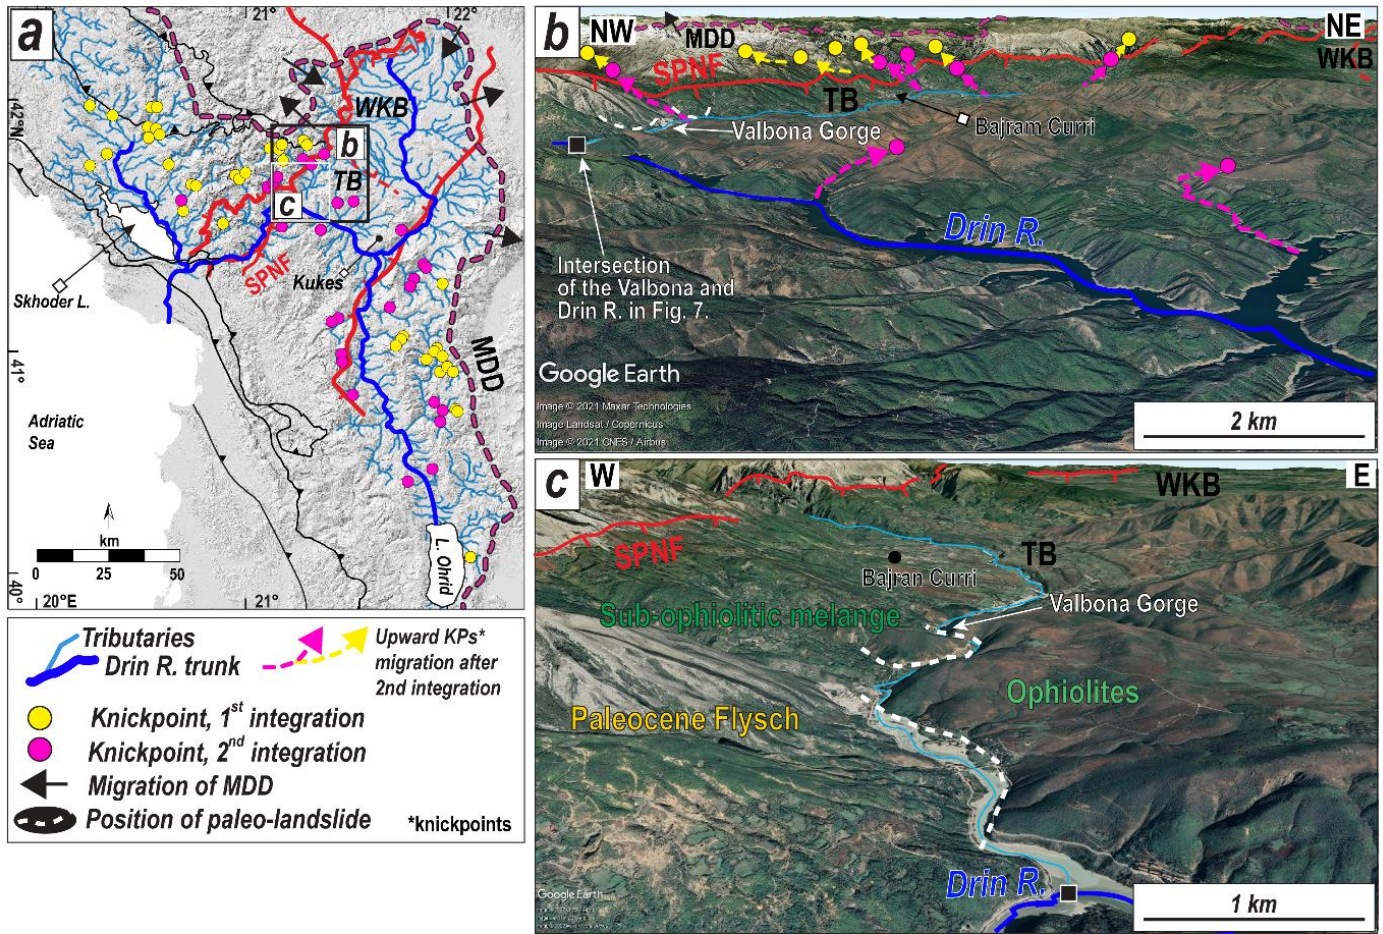 a
21°
22°
42°N
WKB
b
TB
c
SPNF
Skhoder L.
Kukes
MDD
41°
Adriatic
Sea
km
0 25 50
L. Ohrid
40°
20°E
21°
Tributaries
Drin R. trunk
Upward KPs*
migration after
2nd integration
Knickpoint, 1st integration
Knickpoint, 2nd integration
Migration of MDD
Position of paleo-landslide
*knickpoints
b
NW
MDD
NE
SPNF
WKB
TB
Valbona Gorge
Bajram Curri
Drin R.
Intersection
of the Valbona and
Drin R. in Fig. 7.
Google Earth
Image © 2021 Maxar Technologies
Image Landsat / Copernicus
Image © 2021 CNES / Airbus
2 km
c
W
WKB
E
SPNF
TB
Bajran Curri
Valbona Gorge
Sub-ophiolitic melange
Ophiolites
Paleocene Flysch
Drin R.
Google Earth
1 km